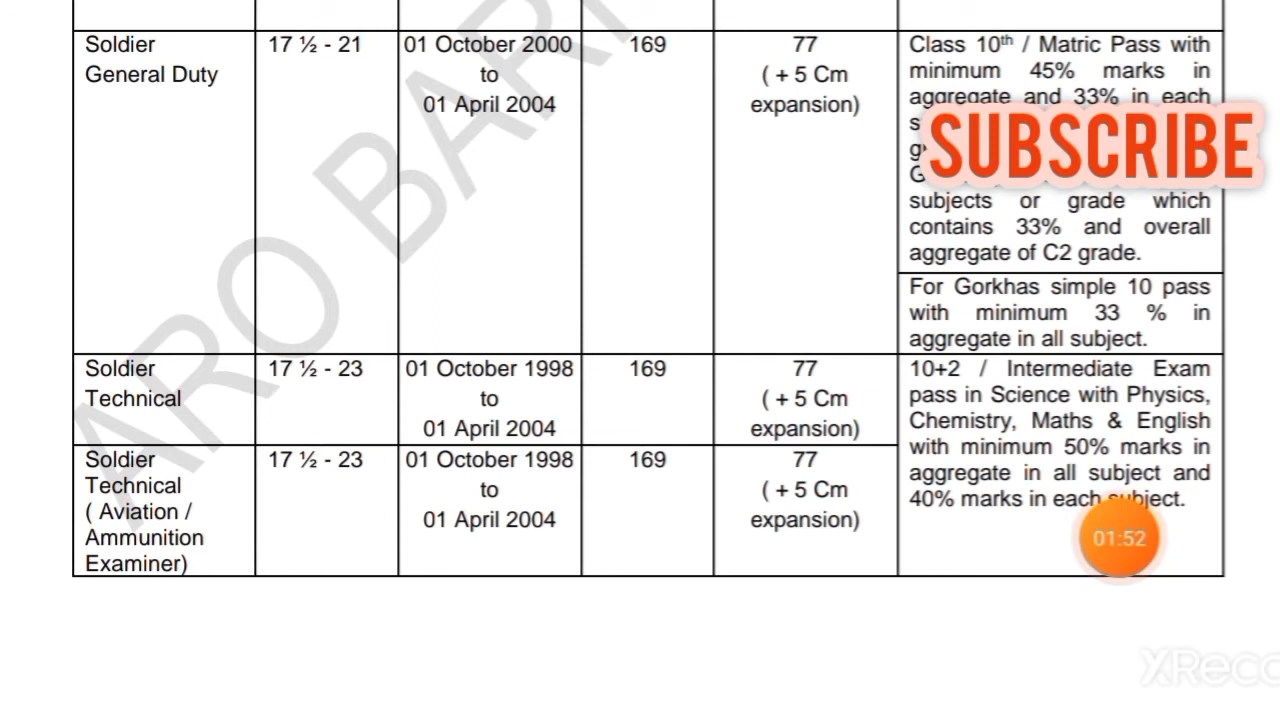 Soldier
General Duty
17 ½ - 21
01 October 2000
to
01 April 2004
169
77
( + 5 Cm
expansion)
Class 10th / Matric Pass with
minimum 45% marks in
aggregate and 33% in each
SUBSCRIBE
subjects or grade which
contains 33% and overall
aggregate of C2 grade.
For Gorkhas simple 10 pass
with minimum 33 % in
aggregate in all subject.
Soldier
Technical
17 ½ - 23
01 October 1998
to
01 April 2004
169
77
( + 5 Cm
expansion)
10+2 / Intermediate Exam
pass in Science with Physics,
Chemistry, Maths & English
with minimum 50% marks in
aggregate in all subject and
40% marks in each subject.
Soldier
Technical
( Aviation /
Ammunition
Examiner)
17 ½ - 23
01 October 1998
to
01 April 2004
169
77
( + 5 Cm
expansion)
01:52
ARO